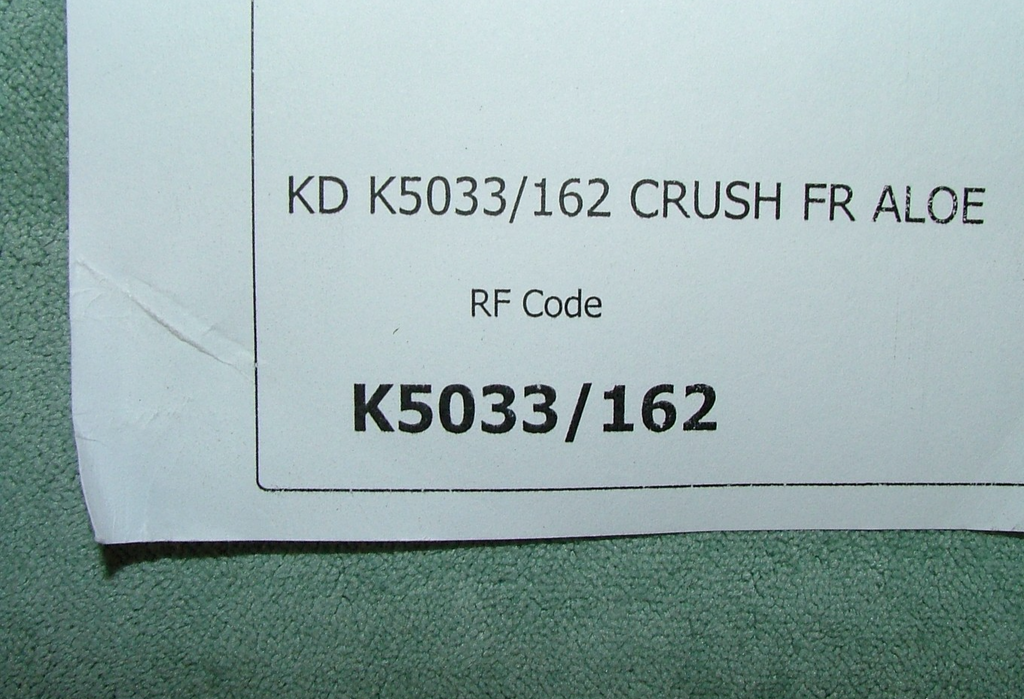 KD K5033/162 CRUSH FR ALOE
RF Code
K5033/162